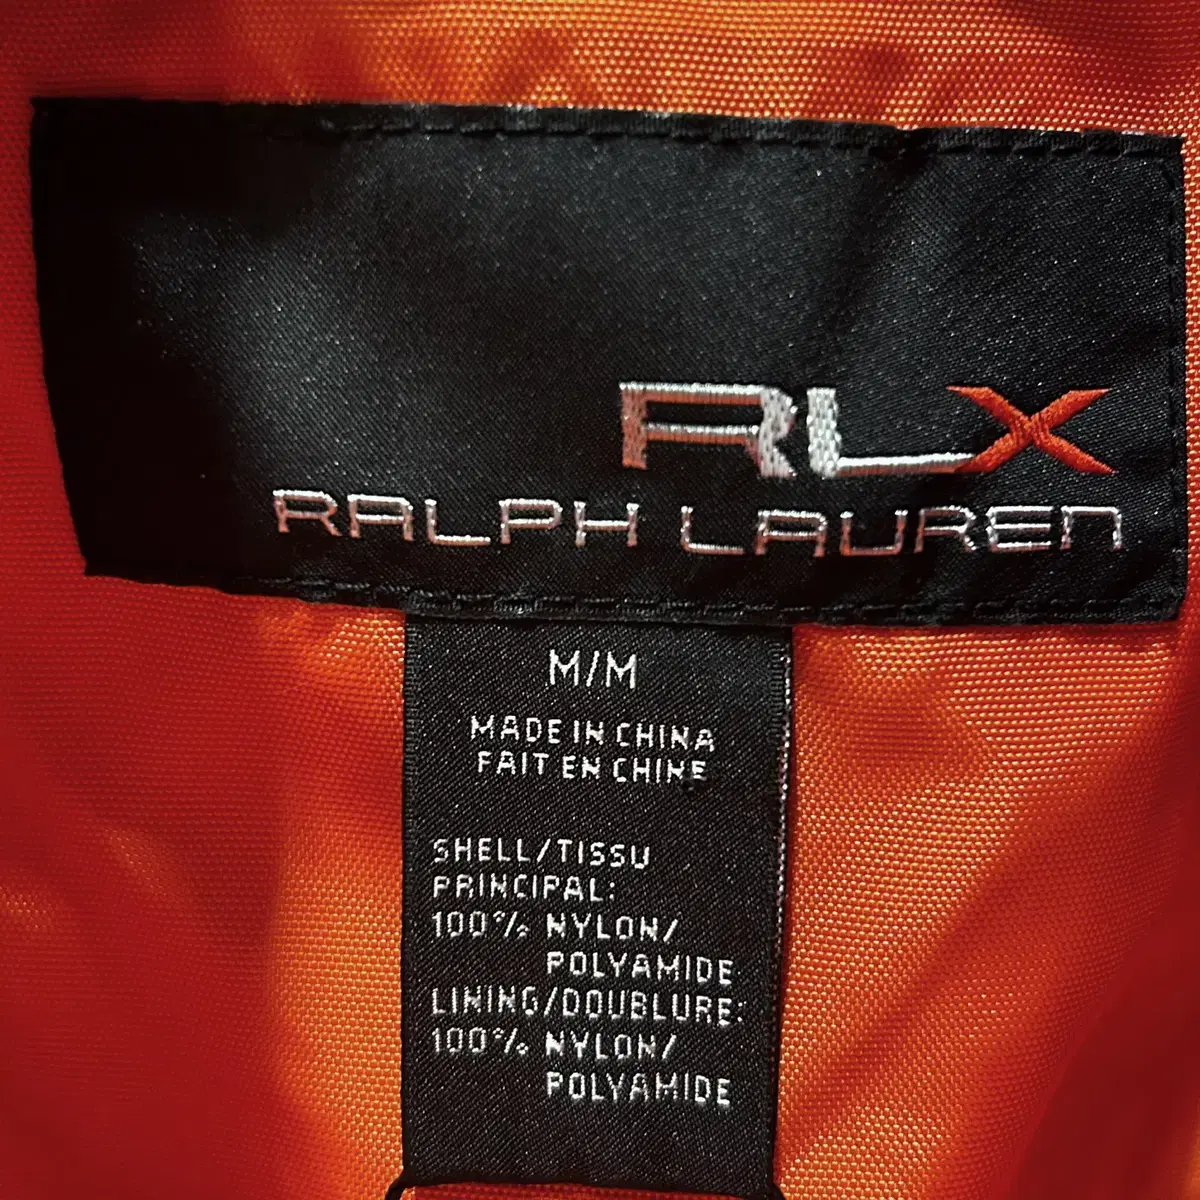 RLX
RALPH LAUREN
M/M
MADE IN CHINA
FAIT EN CHINE
SHELL/TISSU
PRINCIPAL:
100% NYLON/
POLYAMIDE
LINING/DOUBLURE:
100% NYLON/
POLYAMIDE